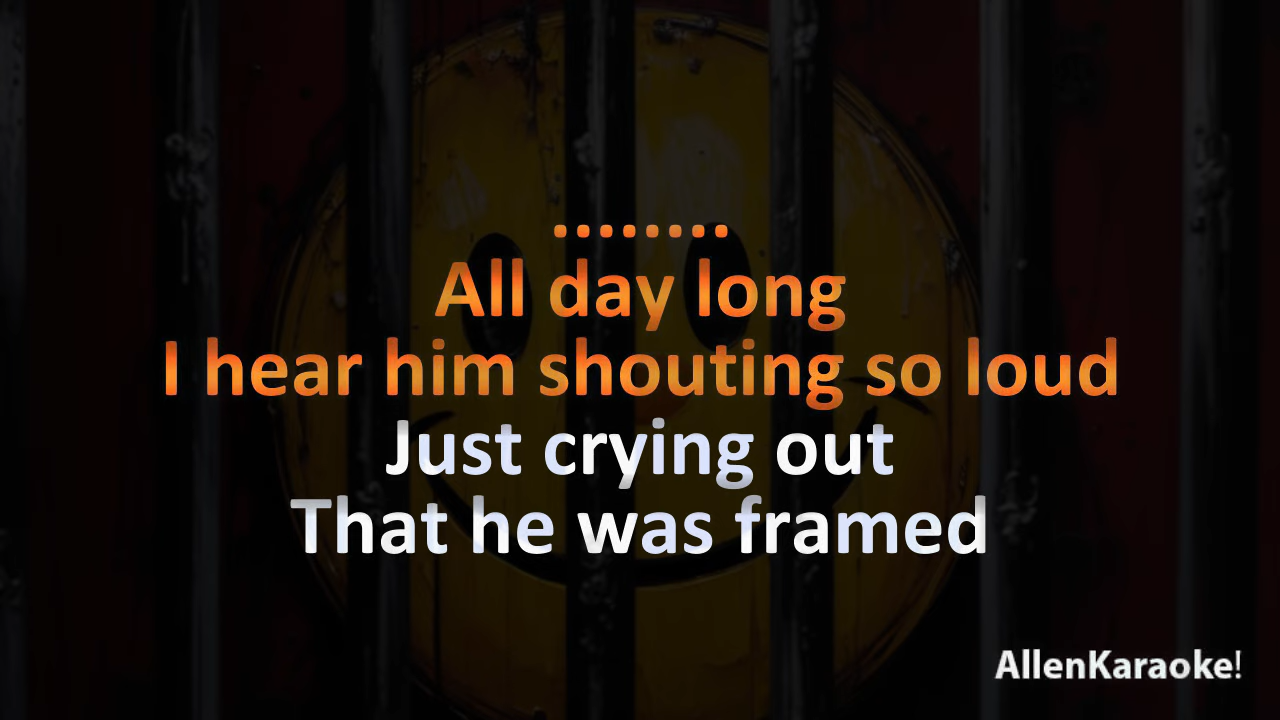 ........
All day long
I hear him shouting so loud
Just crying out
That he was framed
AllenKaraoke!